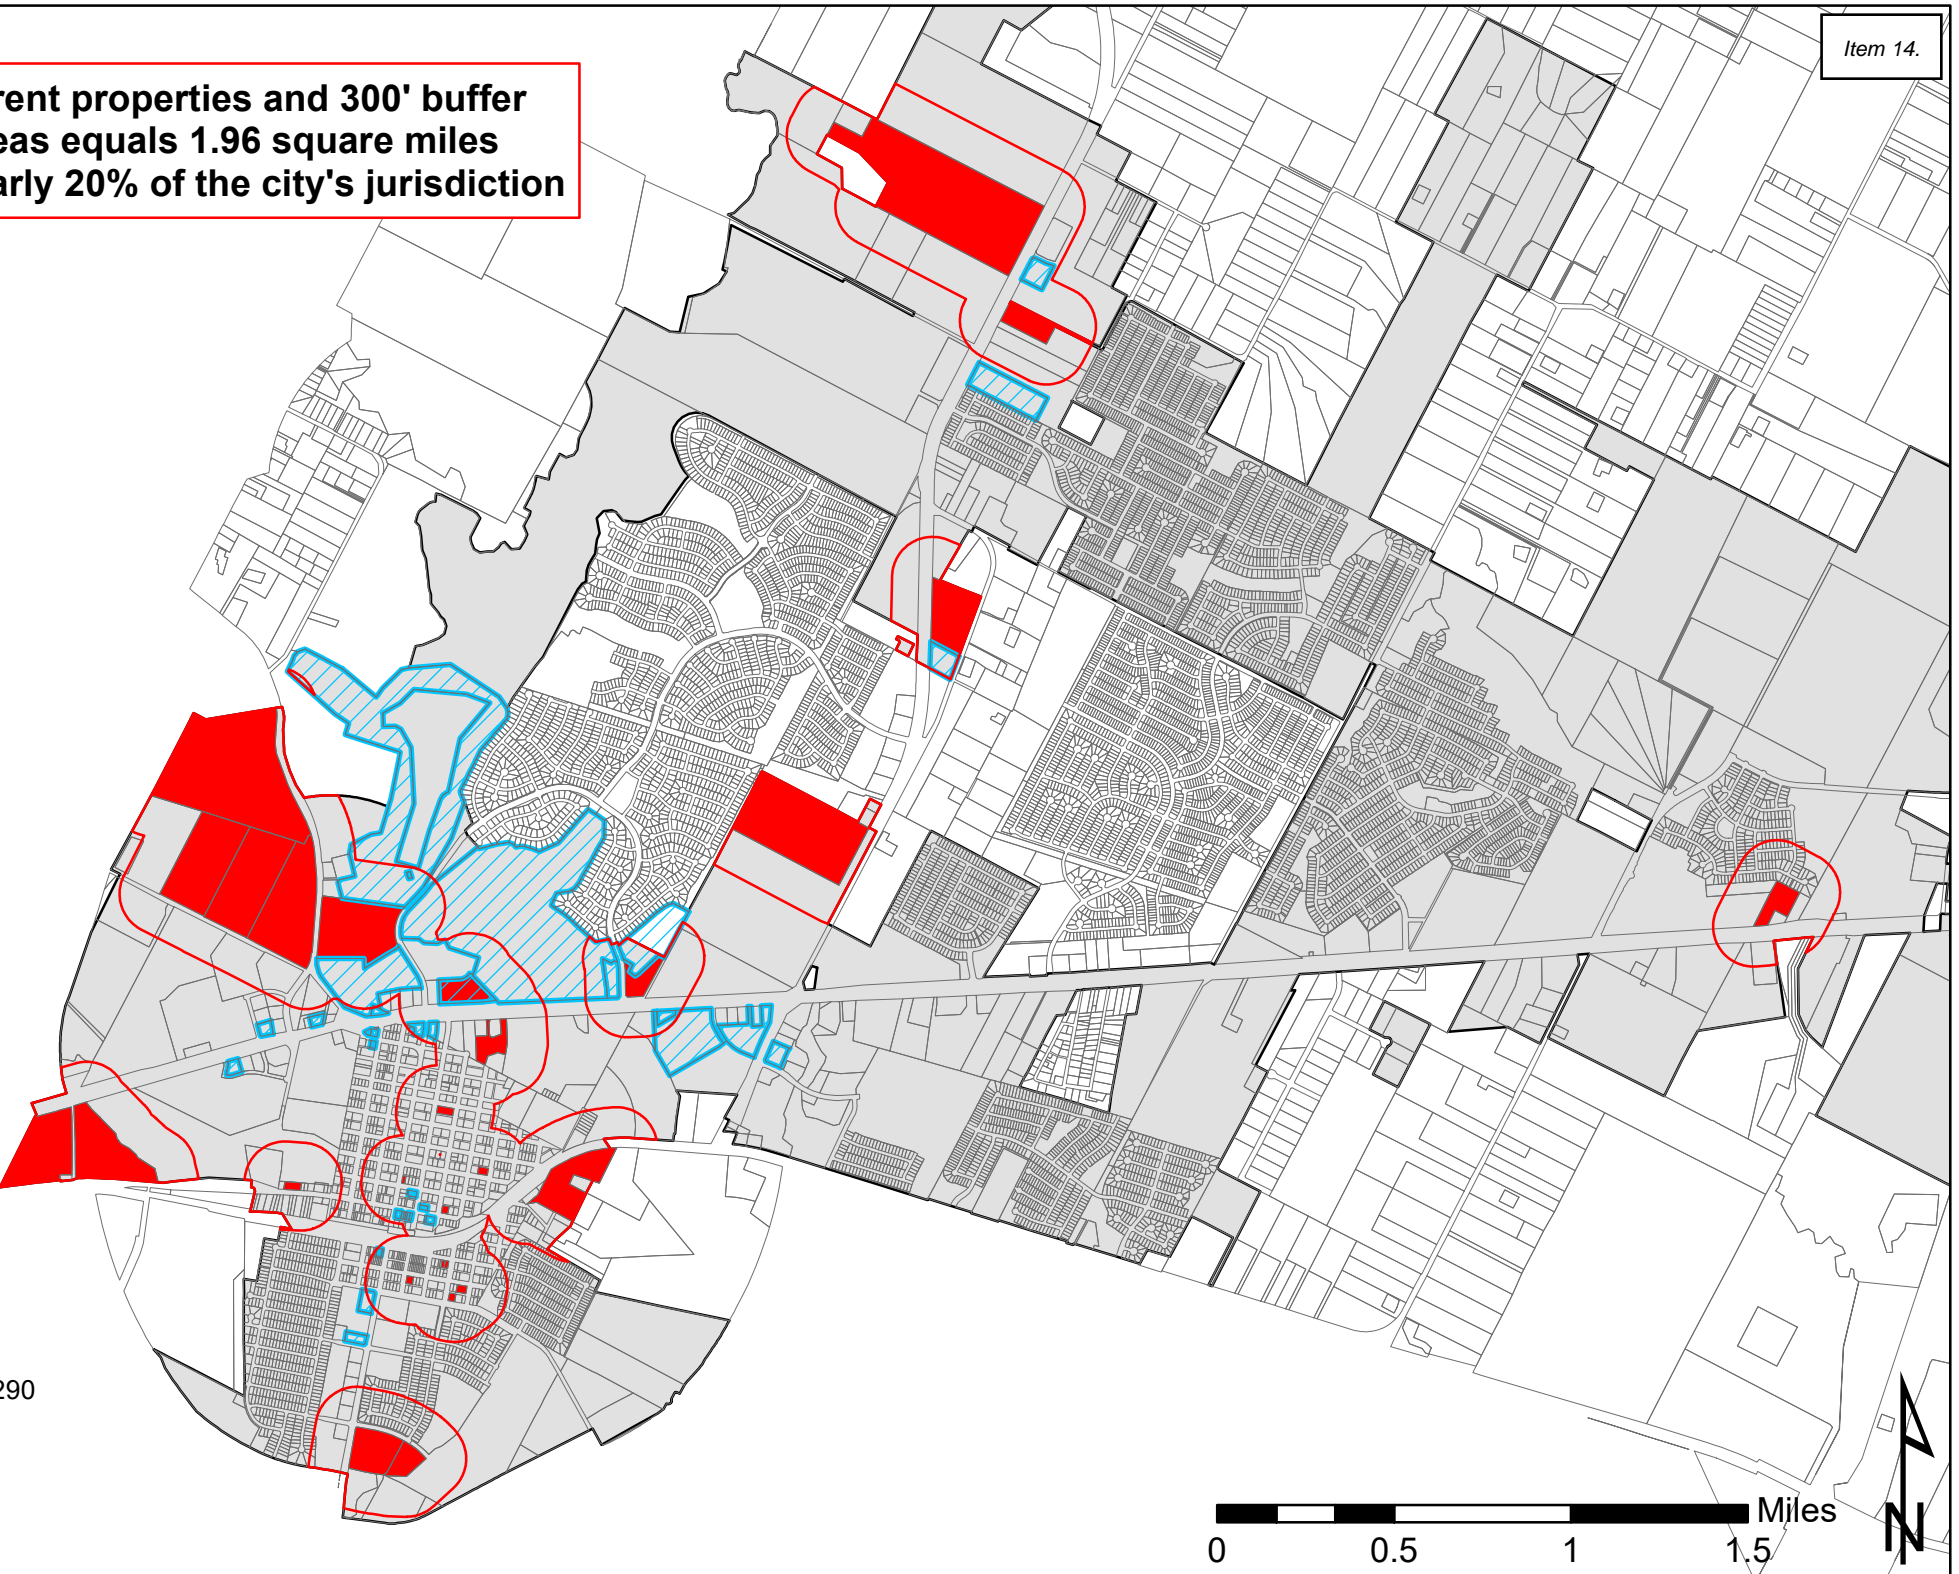 Item 14.
rent properties and 300' buffer
eas equals 1.96 square miles
arly 20% of the city's jurisdiction
290
Miles
0 0.5 1 1.5
N